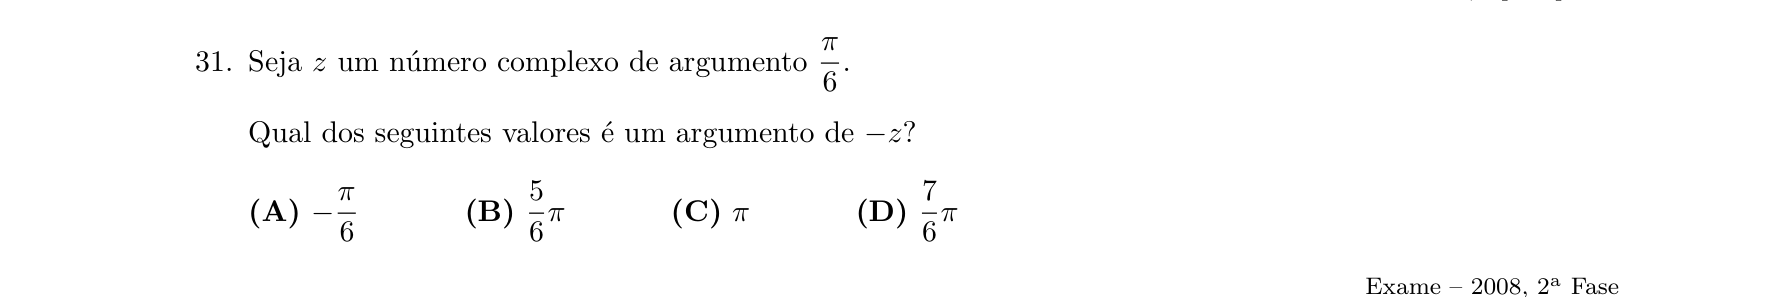 31. Seja z um número complexo de argumento π/6.
Qual dos seguintes valores é um argumento de −z?
(A) −π/6 (B) 5/6π (C) π (D) 7/6π
Exame – 2008, 2ª Fase